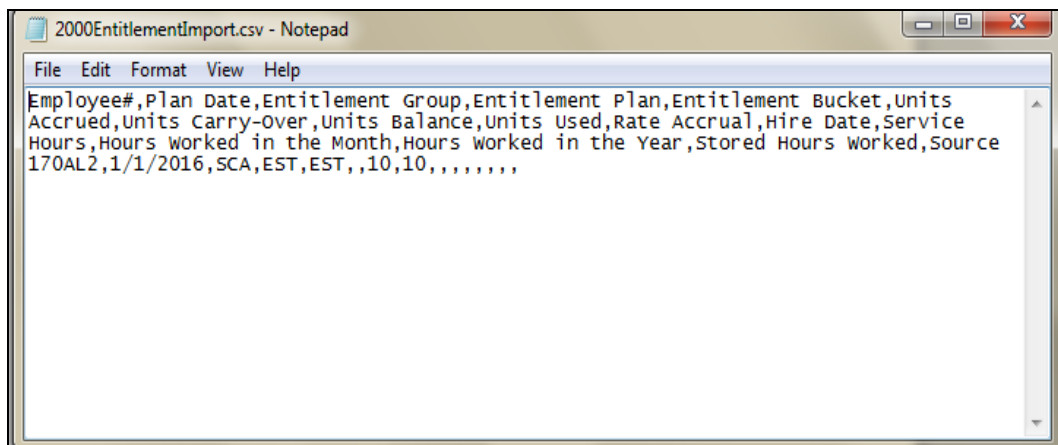 2000EntitlementImport.csv - Notepad
File Edit Format View Help
Employee#,Plan Date,Entitlement Group,Entitlement Plan,Entitlement Bucket,Units
Accrued,Units Carry-Over,Units Balance,Units Used,Rate Accrual,Hire Date,Service
Hours,Hours Worked in the Month,Hours Worked in the Year,Stored Hours Worked,Source
170AL2,1/1/2016,SCA,EST,EST,,10,10,,,,,,,,